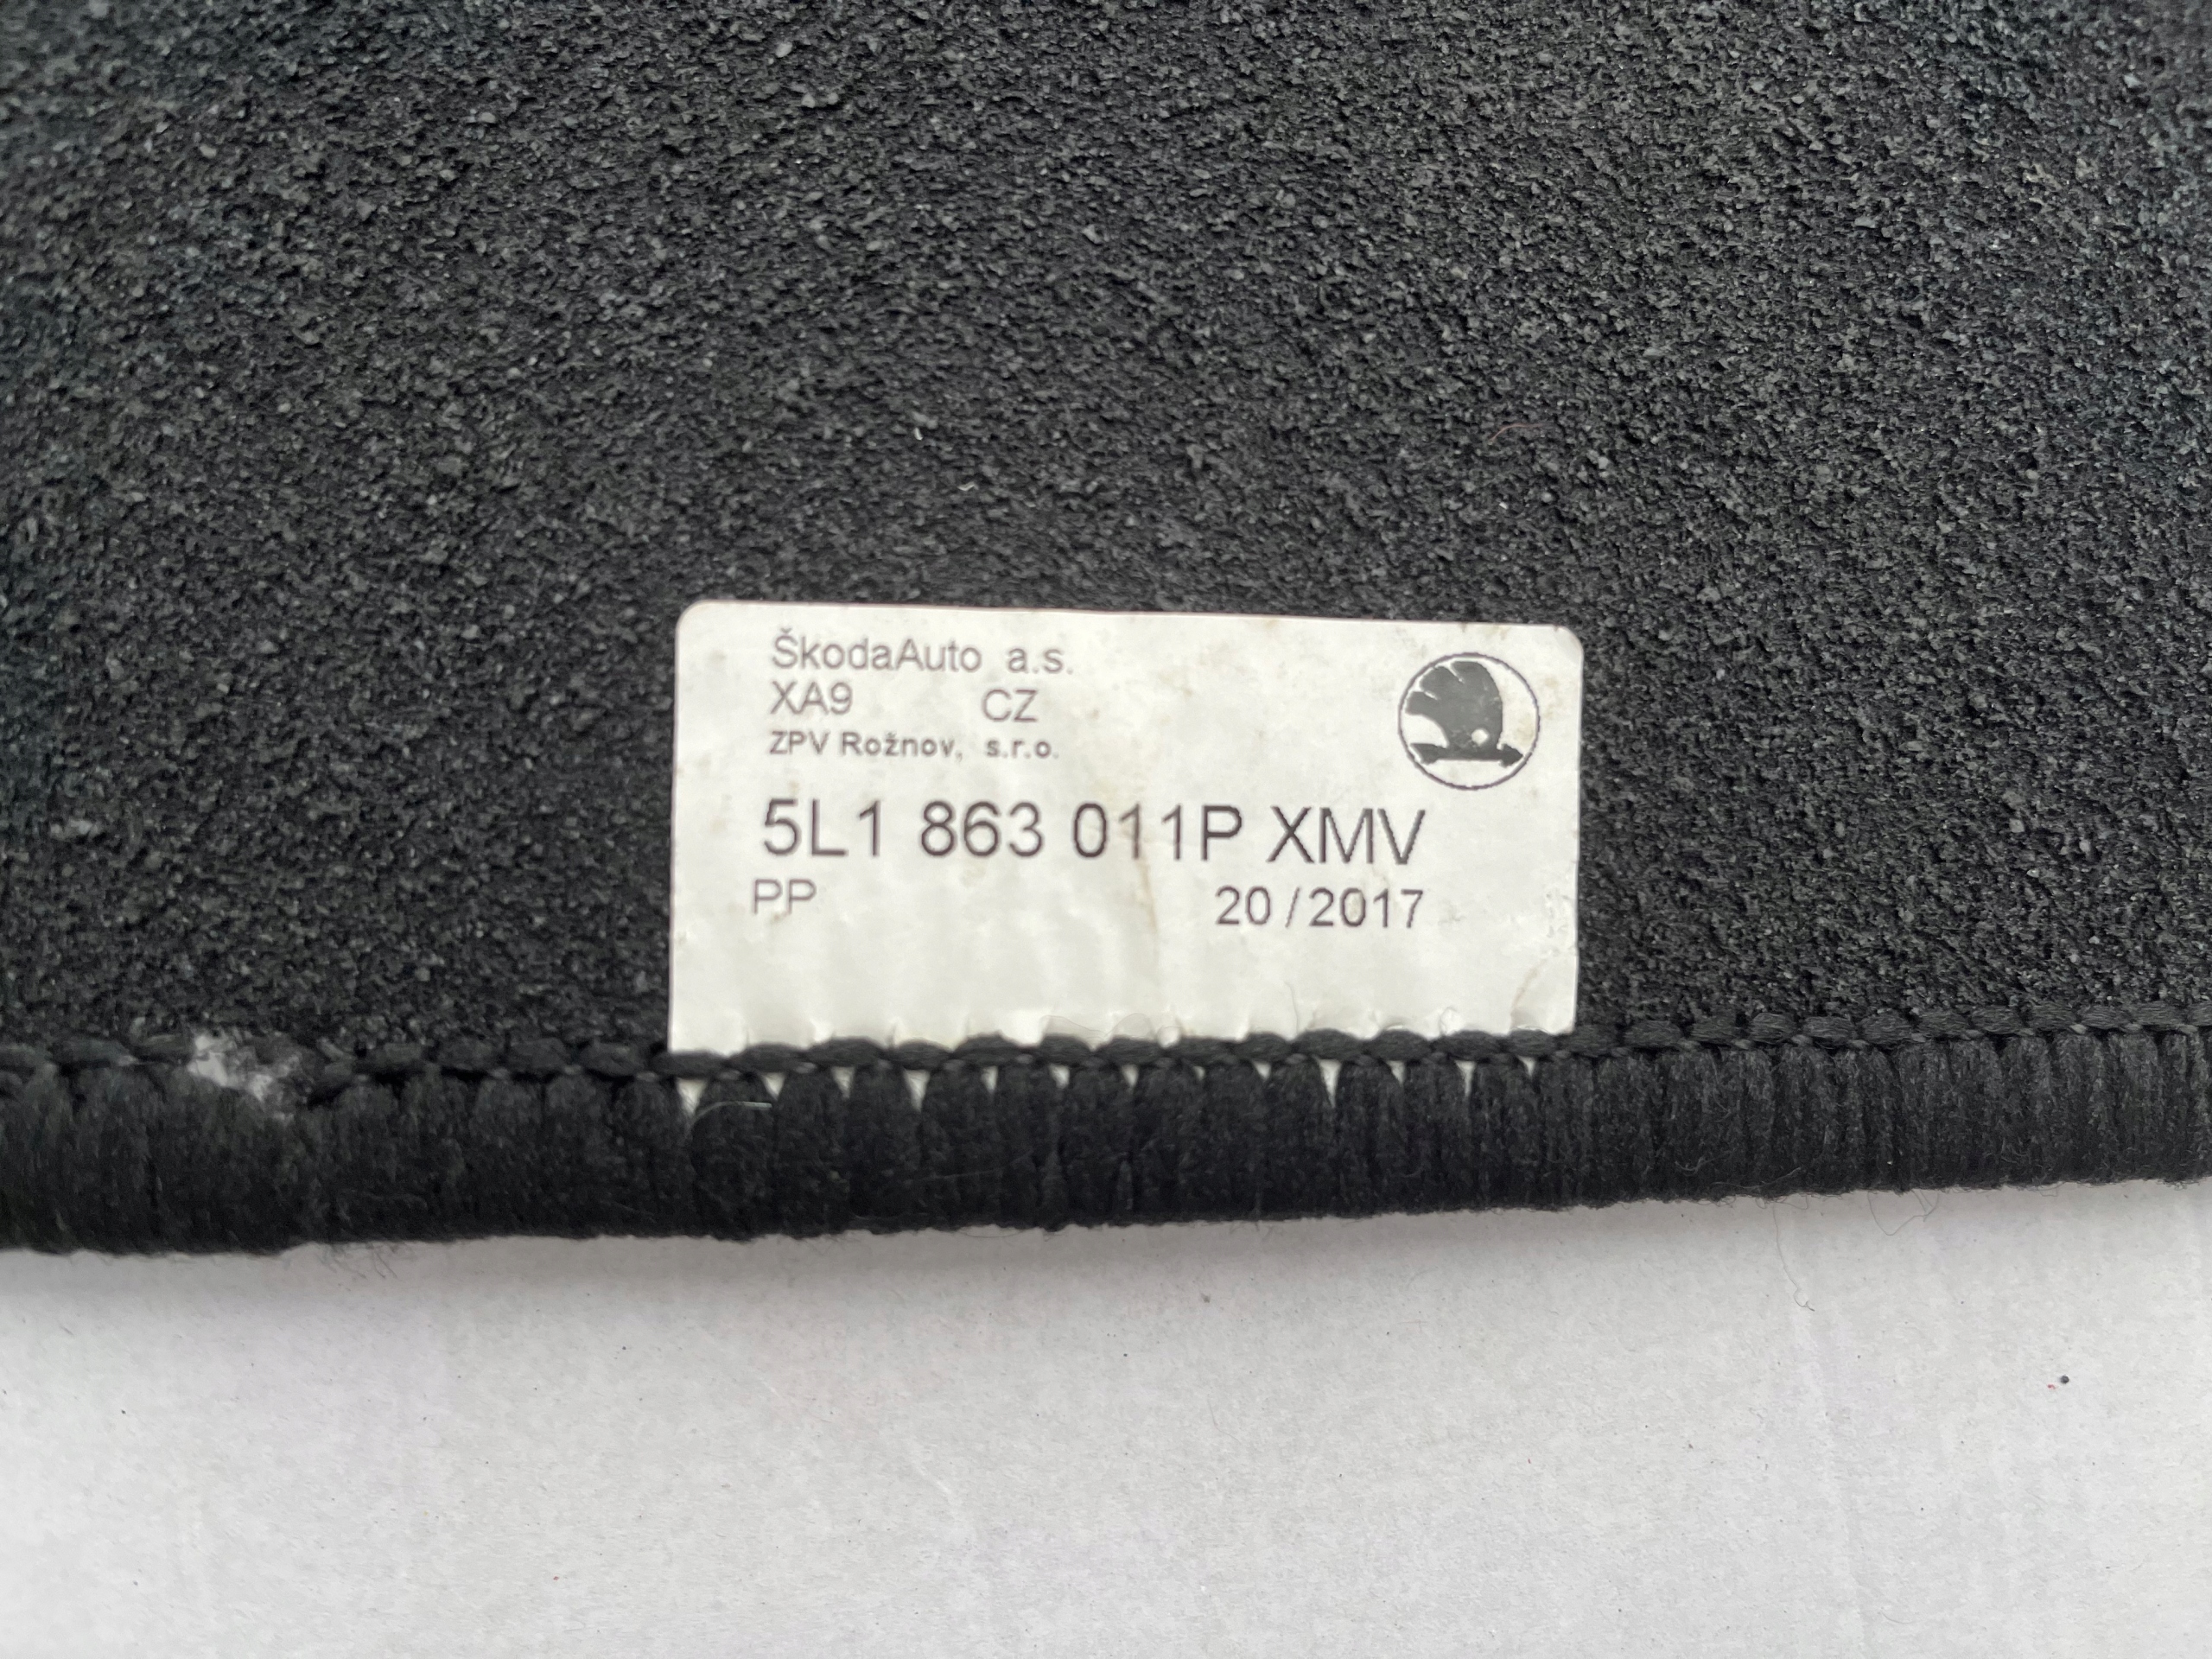 ŠkodaAuto a.s.
XA9 CZ
ZPV Rožnov, s.r.o.
5L1 863 011P XMV
PP 20/2017